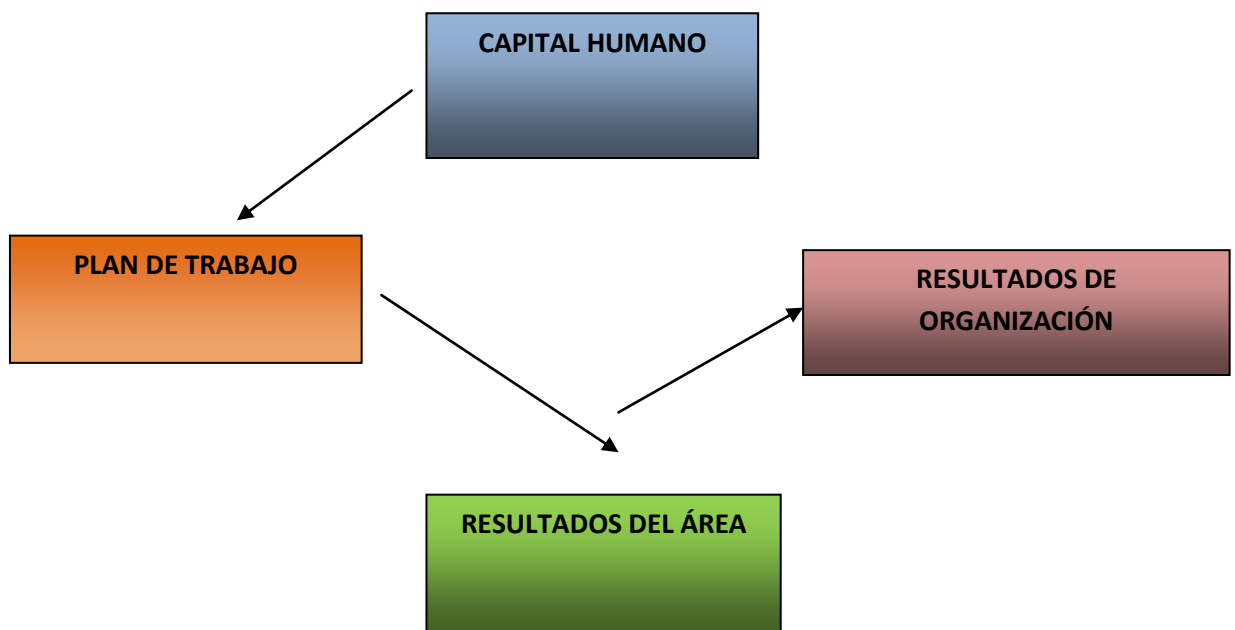 CAPITAL HUMANO
PLAN DE TRABAJO
RESULTADOS DE
ORGANIZACIÓN
RESULTADOS DEL ÁREA